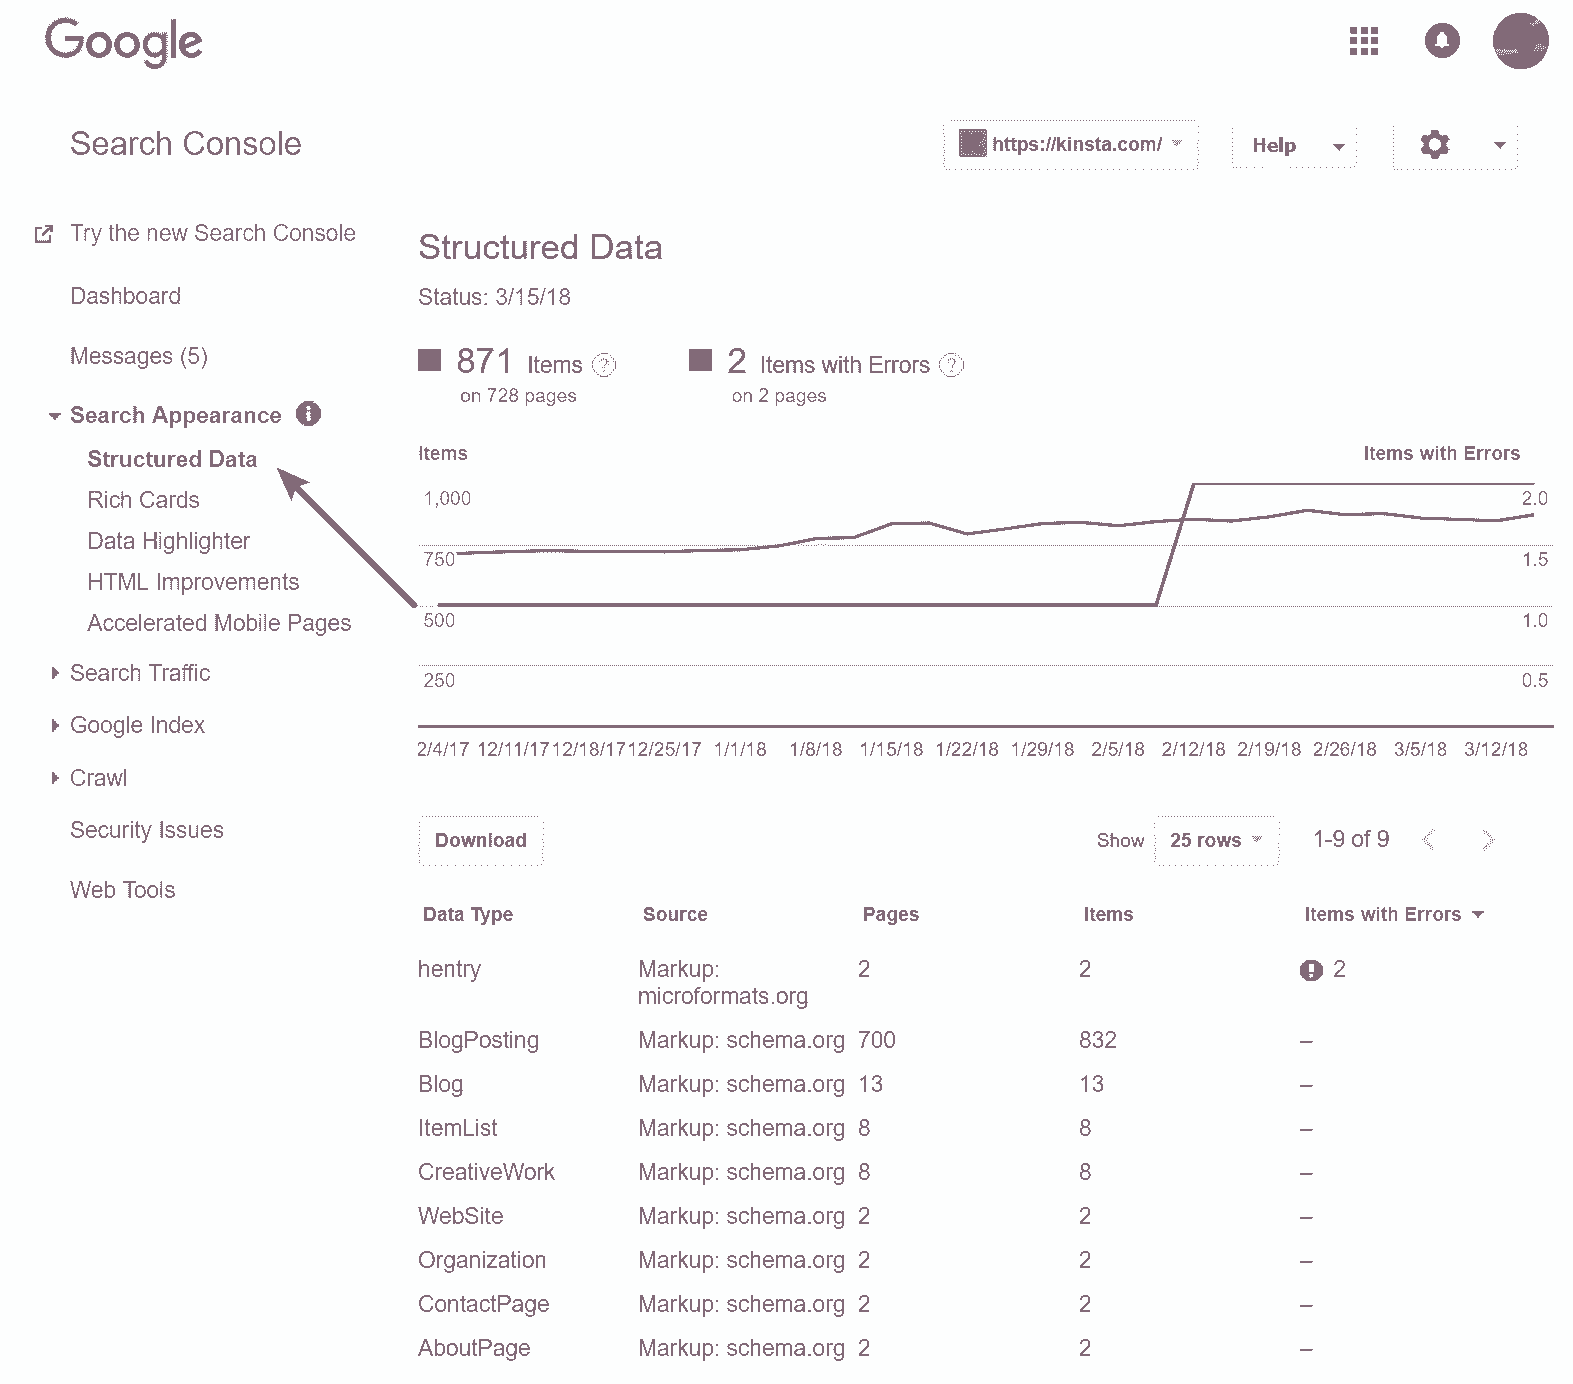 Google
Search Console
https://kinsta.com/
Help
Try the new Search Console
Dashboard
Messages (5)
Search Appearance
Structured Data
Rich Cards
Data Highlighter
HTML Improvements
Accelerated Mobile Pages
Search Traffic
Google Index
Crawl
Security Issues
Web Tools
Structured Data
Status: 3/15/18
871 Items ?
on 728 pages
2 Items with Errors ?
on 2 pages
Items
Items with Errors
1,000
2.0
750
1.5
500
1.0
250
0.5
2/4/17 12/11/17 12/18/17 12/25/17 1/1/18 1/8/18 1/15/18 1/22/18 1/29/18 2/5/18 2/12/18 2/19/18 2/26/18 3/5/18 3/12/18
Download
Show 25 rows 1-9 of 9
Data Type Source Pages Items Items with Errors
hentry Markup: 2 2 2
microformats.org
BlogPosting Markup: schema.org 700 832 –
Blog Markup: schema.org 13 13 –
ItemList Markup: schema.org 8 8 –
CreativeWork Markup: schema.org 8 8 –
WebSite Markup: schema.org 2 2 –
Organization Markup: schema.org 2 2 –
ContactPage Markup: schema.org 2 2 –
AboutPage Markup: schema.org 2 2 –